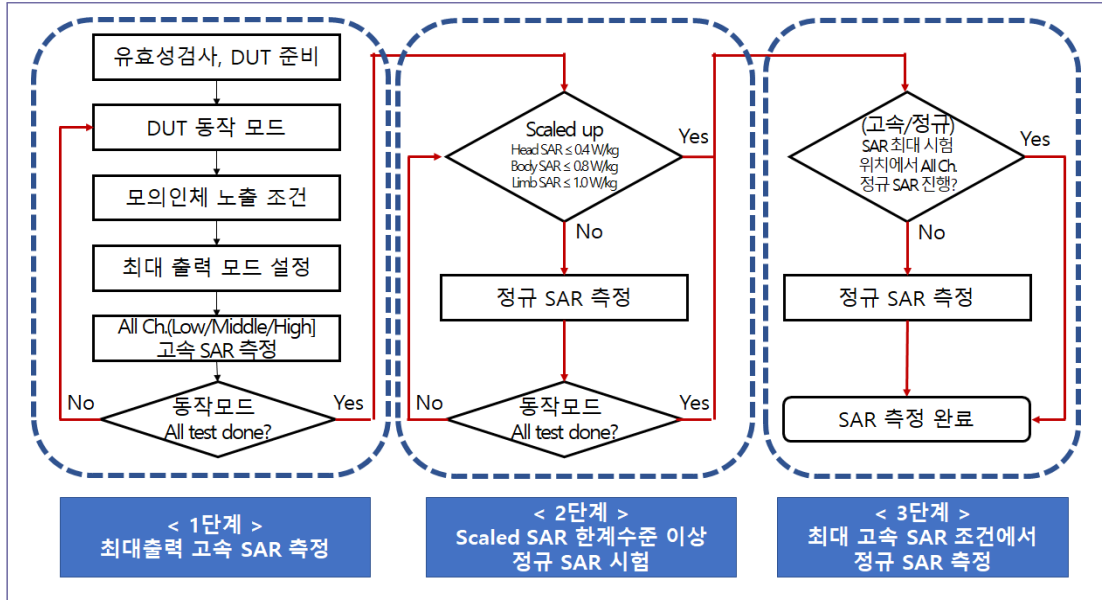 유효성검사, DUT 준비
DUT 동작 모드
모의인체 노출 조건
최대 출력 모드 설정
All Ch.(Low/Middle/High]
고속 SAR 측정
No
동작모드
All test done?
Yes
< 1단계 >
최대출력 고속 SAR 측정
Scaled up
Head SAR ≤ 0.4 W/kg
Body SAR ≤ 0.8 W/kg
Limb SAR ≤ 1.0 W/kg
Yes
No
정규 SAR 측정
No
동작모드
All test done?
Yes
< 2단계 >
Scaled SAR 한계수준 이상
정규 SAR 시험
(고속/정규)
SAR 최대 시험
위치에서 All Ch.
정규 SAR 진행?
Yes
No
정규 SAR 측정
SAR 측정 완료
< 3단계 >
최대 고속 SAR 조건에서
정규 SAR 측정